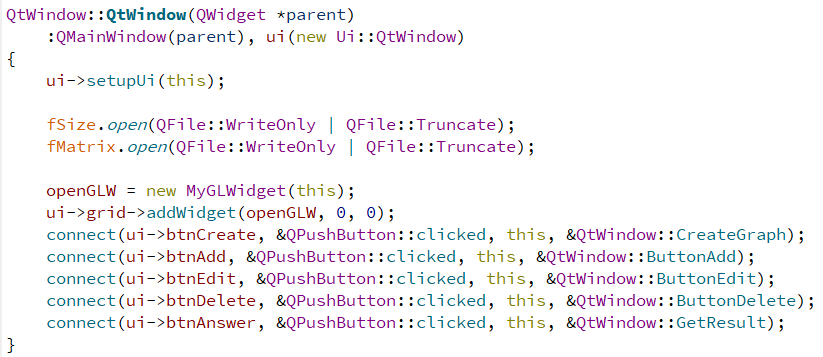 QtWindow::QtWindow(QWidget *parent)
    :QMainWindow(parent), ui(new Ui::QtWindow)
{
    ui->setupUi(this);

    fSize.open(QFile::WriteOnly | QFile::Truncate);
    fMatrix.open(QFile::WriteOnly | QFile::Truncate);

    openGLW = new MyGLWidget(this);
    ui->grid->addWidget(openGLW, 0, 0);
    connect(ui->btnCreate, &QPushButton::clicked, this, &QtWindow::CreateGraph);
    connect(ui->btnAdd, &QPushButton::clicked, this, &QtWindow::ButtonAdd);
    connect(ui->btnEdit, &QPushButton::clicked, this, &QtWindow::ButtonEdit);
    connect(ui->btnDelete, &QPushButton::clicked, this, &QtWindow::ButtonDelete);
    connect(ui->btnAnswer, &QPushButton::clicked, this, &QtWindow::GetResult);
}